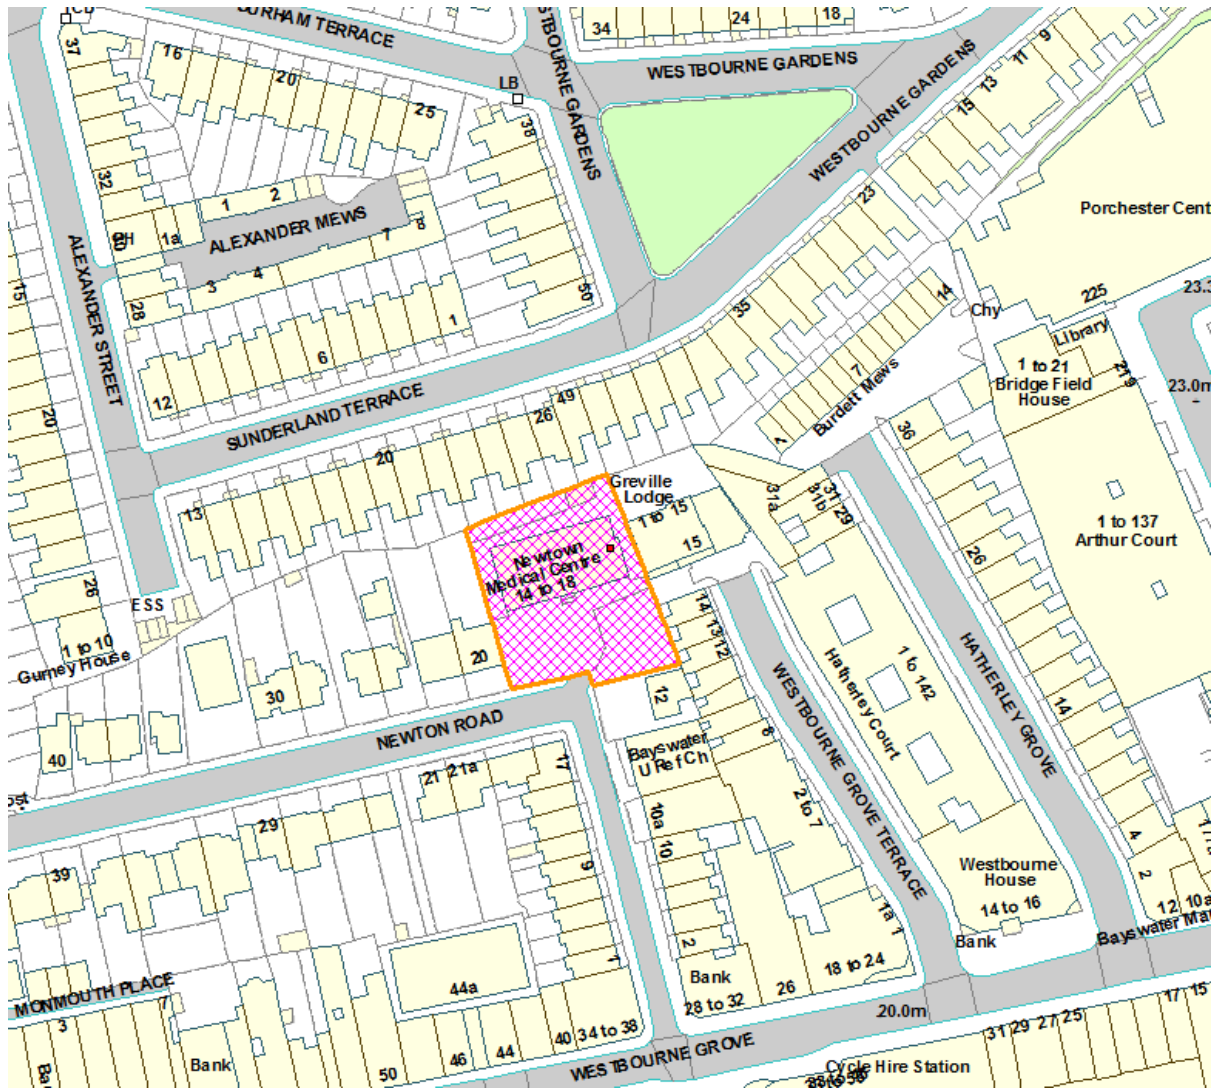 TCB
37
16
20
25
DURHAM TERRACE
WESTBOURNE GARDENS
34
24
18
WESTBOURNE GARDENS
WESTBOURNE GARDENS
9
11
13
15
LB
38
32
1
2
ALEXANDER MEWS
1a
7
8
3
4
28
50
23
Porchester Cent
15
ALEXANDER STREET
1
6
12
35
14
Chy
225
23.3
Library
1 to 21
Bridge Field
House
219
23.0m
7
Burdett Mews
1
SUNDERLAND TERRACE
49
26
20
20
13
36
Greville
Lodge
1 to 15
15
31a
31b
31
29
1 to 137
Arthur Court
Newtown
Medical Centre
14 to 18
26
26
ESS
1 to 10
Gurney House
14
13
12
1 to 142
Hatherley Court
HATHERLEY GROVE
20
30
12
14
40
NEWTON ROAD
WESTBOURNE GROVE TERRACE
Bayswater
U Ref Ch
8
21
21a
17
2 to 7
29
10a
10
4
39
9
2
Westbourne
House
14 to 16
12
10a
1a
1
Bank
Bayswater Ma
2
7
44a
Bank
28 to 32
26
18 to 24
20.0m
MONMOUTH PLACE
7
3
17
15
Bank
50
46
44
40
34 to 38
WESTBOURNE GROVE
31
29
27
25
Cycle Hire Station